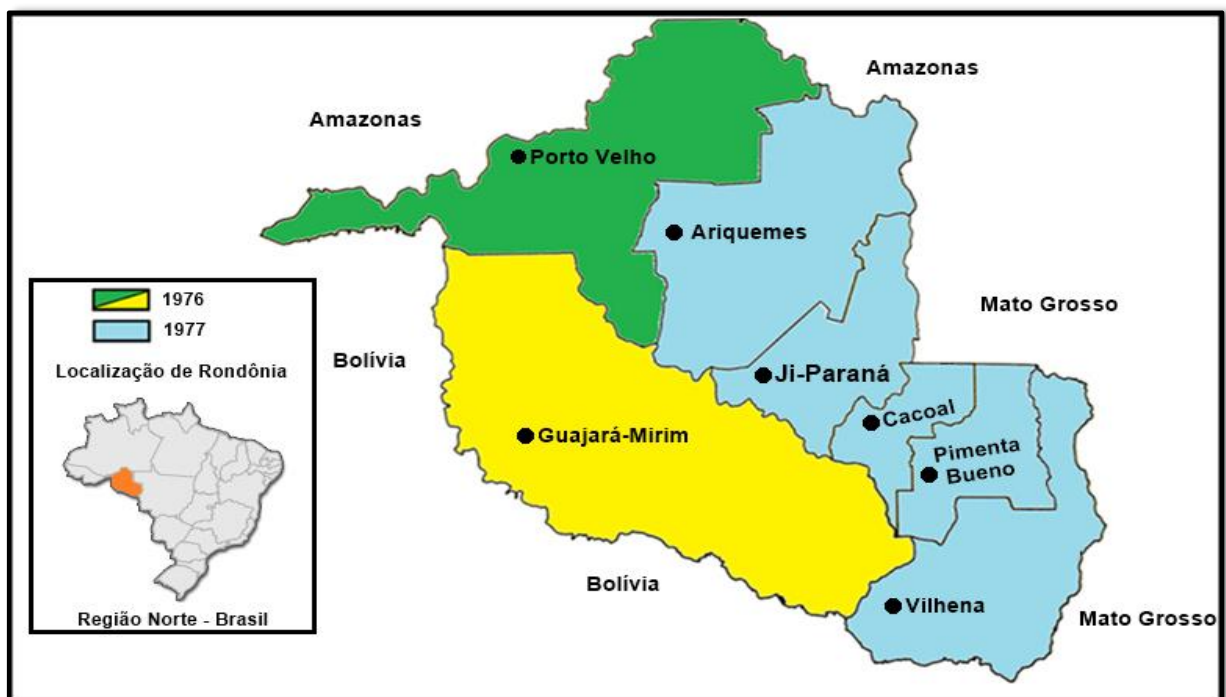 Amazonas
Amazonas
Porto Velho
Ariquemes
Mato Grosso
1976
1977
Bolívia
Localização de Rondônia
Ji-Paraná
Cacoal
Guajará-Mirim
Pimenta
Bueno
Bolívia
Vilhena
Região Norte - Brasil
Mato Grosso